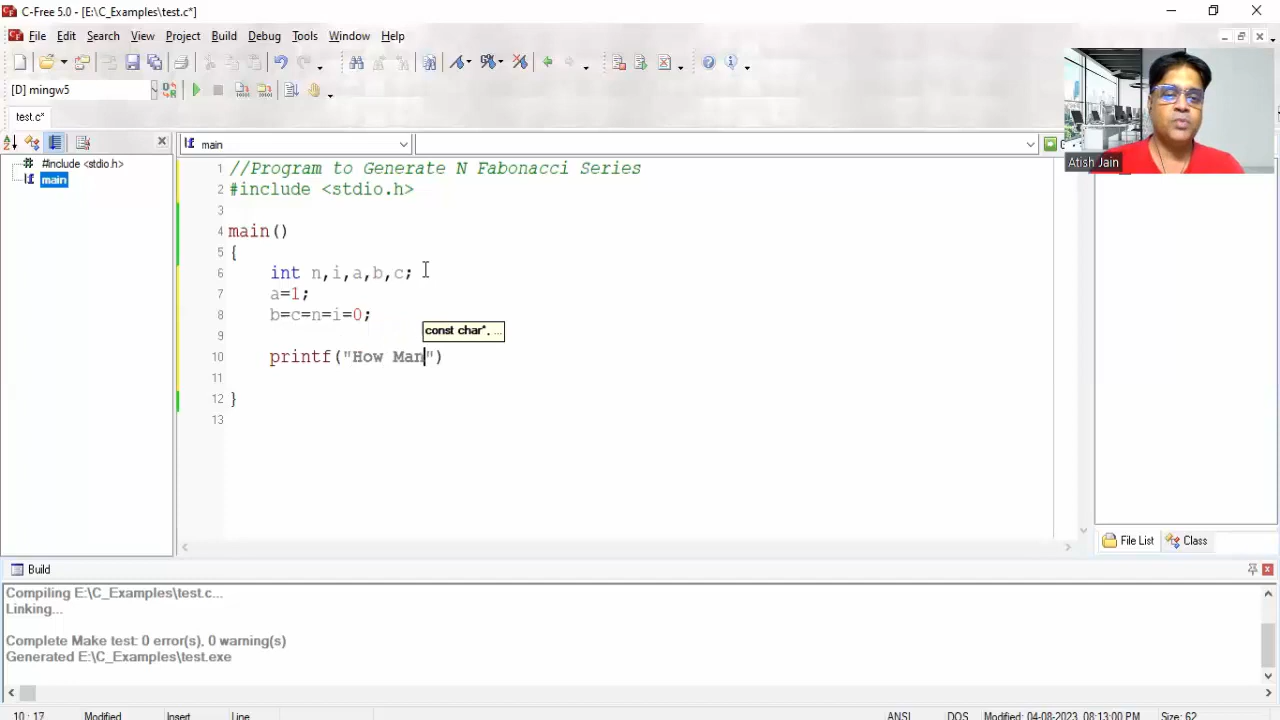 C-Free 5.0 - [E:\C_Examples\test.c*]
File Edit Search View Project Build Debug Tools Window Help
[D] mingw5
test.c*
main
#include <stdio.h>
main
1 //Program to Generate N Fabonacci Series
2 #include <stdio.h>
3
4 main()
5 {
6 int n,i,a,b,c;
7 a=1;
8 b=c=n=i=0;
9
const char*, ...
10 printf("How Man")
11
12 }
13
Atish Jain
File List Class
Build
Compiling E:\C_Examples\test.c...
Linking...
Complete Make test: 0 error(s), 0 warning(s)
Generated E:\C_Examples\test.exe
10 : 17 Modified Insert Line ANSI DOS Modified: 04-08-2023, 08:13:00 PM Size: 62